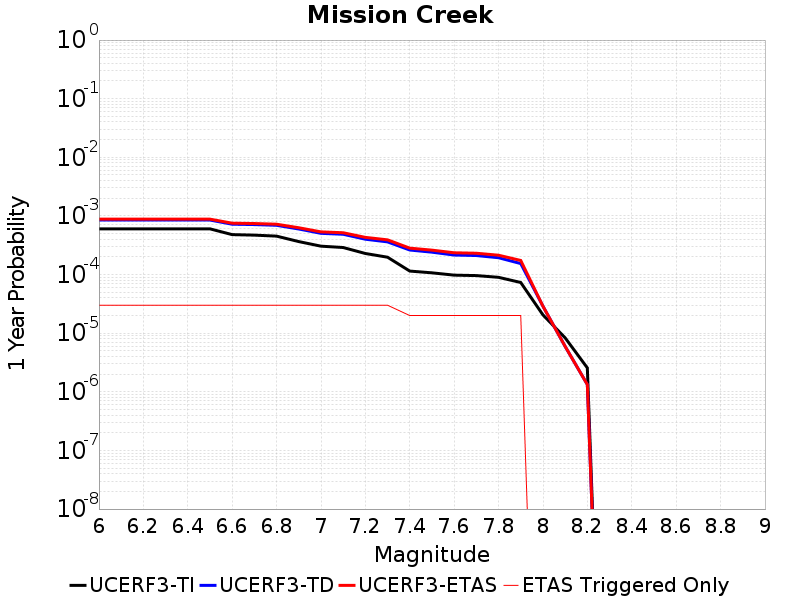 Mission Creek
10^0
10^-1
10^-2
10^-3
10^-4
10^-5
10^-6
10^-7
10^-8
1 Year Probability
6 6.2 6.4 6.6 6.8 7 7.2 7.4 7.6 7.8 8 8.2 8.4 8.6 8.8 9
Magnitude
UCERF3-TI UCERF3-TD UCERF3-ETAS ETAS Triggered Only